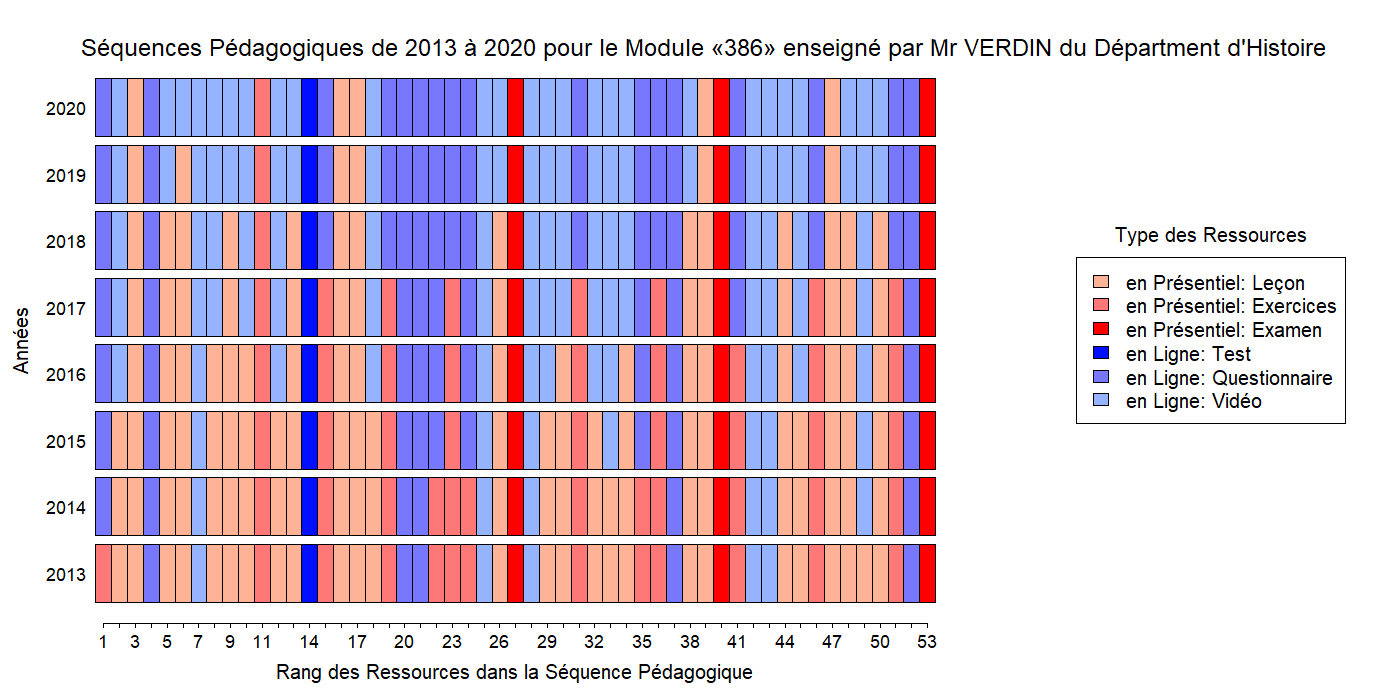 Séquences Pédagogiques de 2013 à 2020 pour le Module «386» enseigné par Mr VERDIN du Départment d'Histoire
2020
2019
2018
2017
2016
2015
2014
2013
Années
1 3 5 7 9 11 14 17 20 23 26 29 32 35 38 41 44 47 50 53
Rang des Ressources dans la Séquence Pédagogique
Type des Ressources
en Présentiel: Leçon
en Présentiel: Exercices
en Présentiel: Examen
en Ligne: Test
en Ligne: Questionnaire
en Ligne: Vidéo